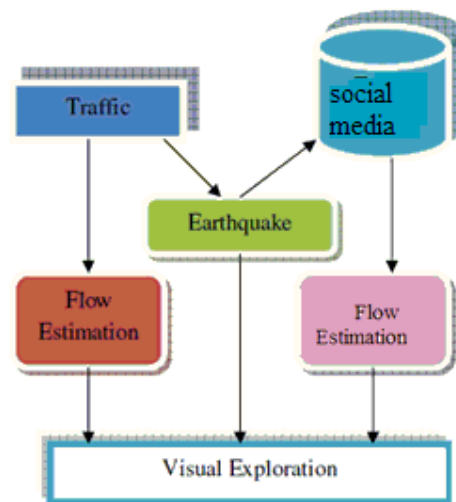 Traffic
social
media
Earthquake
Flow
Estimation
Flow
Estimation
Visual Exploration